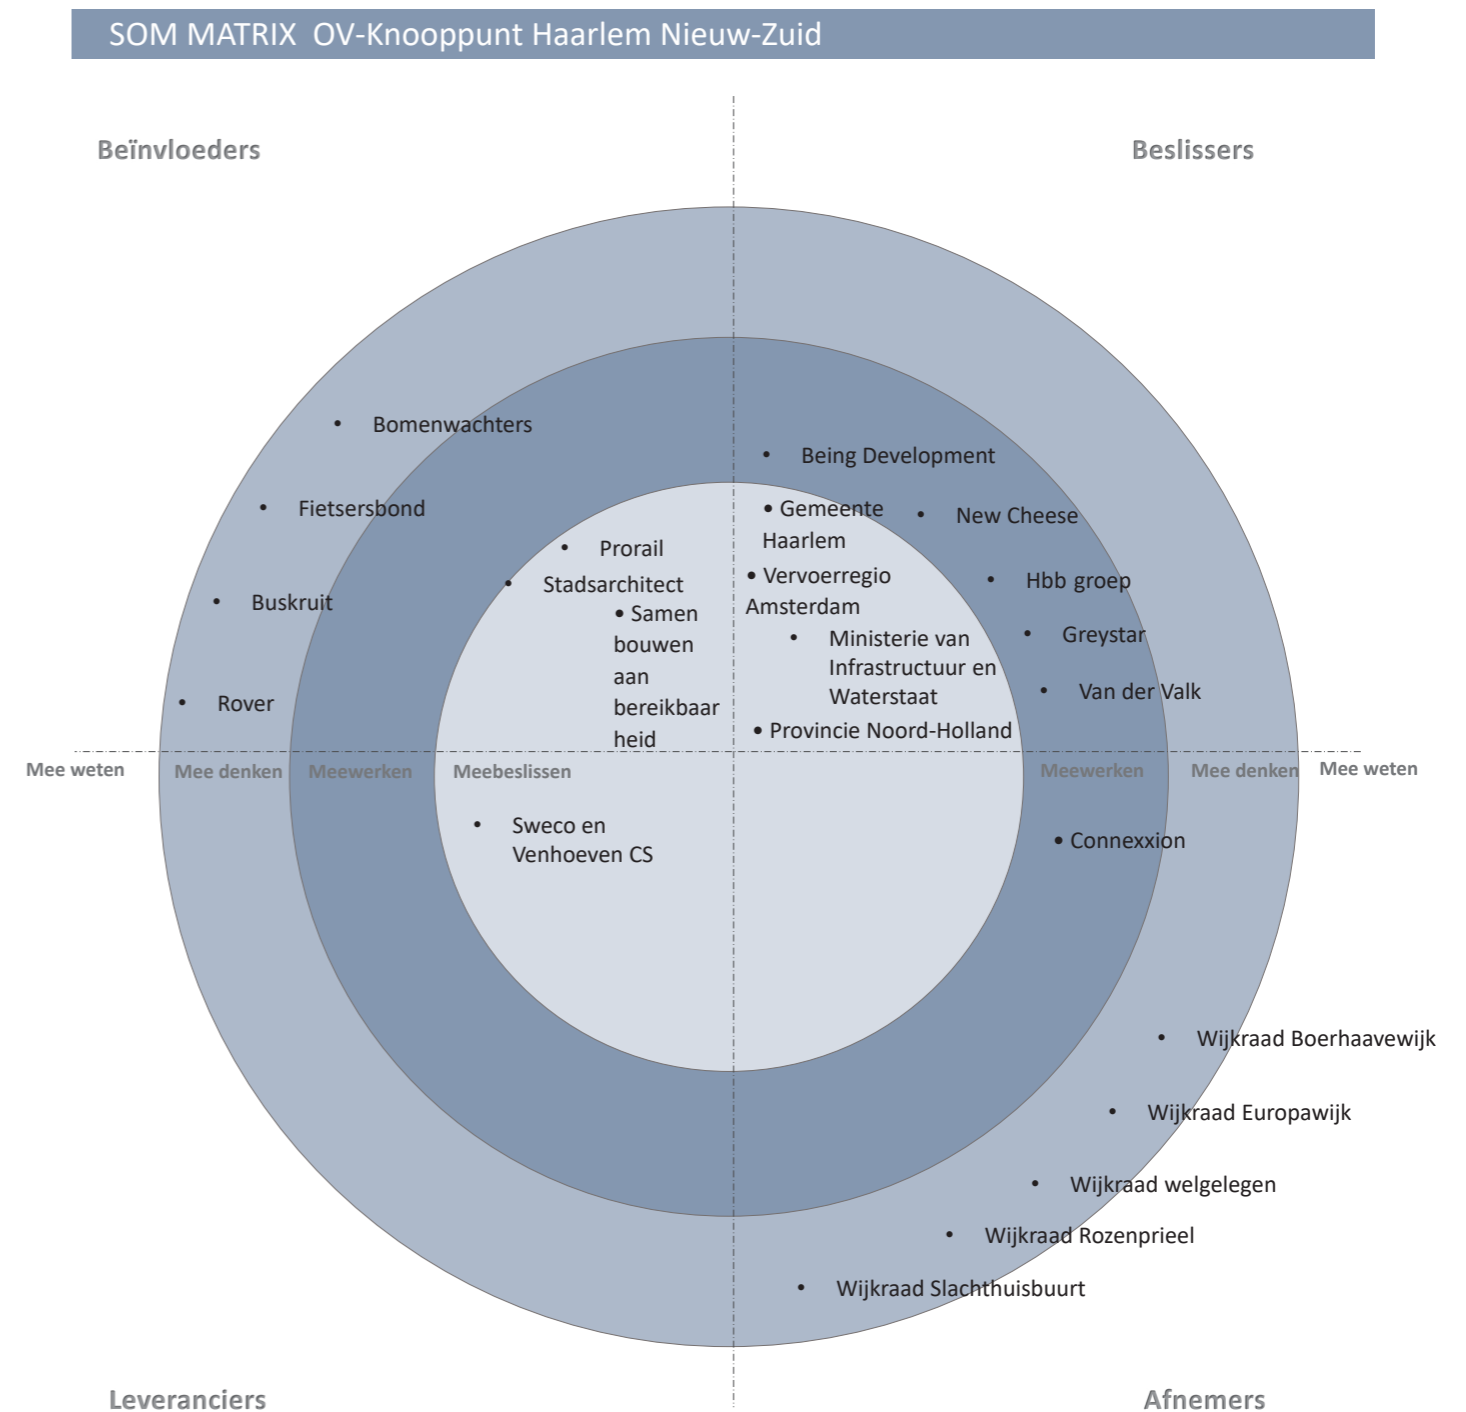 SOM MATRIX OV-Knooppunt Haarlem Nieuw-Zuid
Beïnvloeders
Beslissers
• Bomenwachters
• Fietsersbond
• Buskruit
• Rover
• Prorail
• Stadsarchitect
• Samen
bouwen
aan
bereikbaar
heid
• Being Development
• Gemeente
Haarlem
• New Cheese
• Vervoerregio
Amsterdam
• Hbb groep
• Ministerie van
Infrastructuur en
Waterstaat
• Greystar
• Van der Valk
• Provincie Noord-Holland
Mee weten
Mee denken
Meewerken
Meebeslissen
Meewerken
Mee denken
Mee weten
• Sweco en
Venhoeven CS
• Connexxion
• Wijkraad Boerhaavewijk
• Wijkraad Europawijk
• Wijkraad welgelegen
• Wijkraad Rozenprieel
• Wijkraad Slachthuisbuurt
Leveranciers
Afnemers